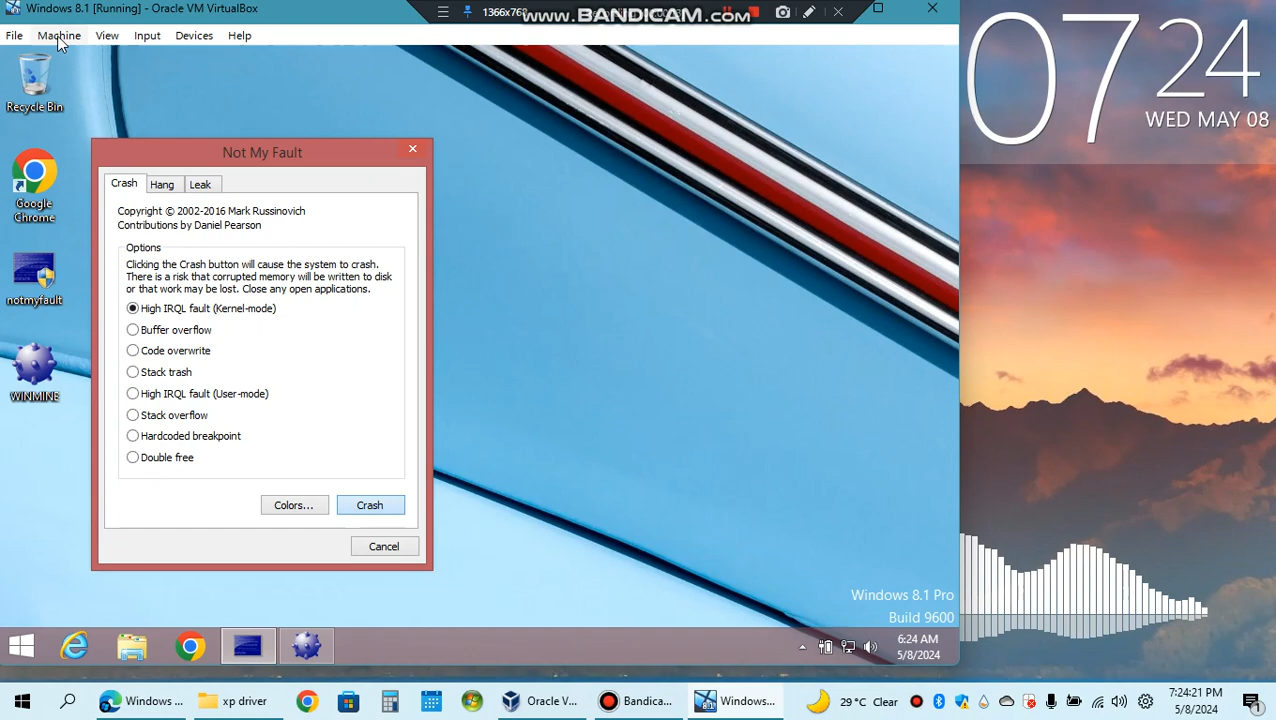 Windows 8.1 [Running] - Oracle VM VirtualBox
1366x768
www.BANDICAM.com
File Machine View Input Devices Help
07 24
WED MAY 08
Recycle Bin
Google
Chrome
notmyfault
WINMINE
Not My Fault
Crash Hang Leak
Copyright © 2002-2016 Mark Russinovich
Contributions by Daniel Pearson
Options
Clicking the Crash button will cause the system to crash.
There is a risk that corrupted memory will be written to disk
or that work may be lost. Close any open applications.
High IRQL fault (Kernel-mode)
Buffer overflow
Code overwrite
Stack trash
High IRQL fault (User-mode)
Stack overflow
Hardcoded breakpoint
Double free
Colors... Crash
Cancel
Windows 8.1 Pro
Build 9600
6:24 AM
5/8/2024
Windows ... xp driver Oracle V... Bandica... Windows...
29°C Clear
7:24:21 PM
5/8/2024